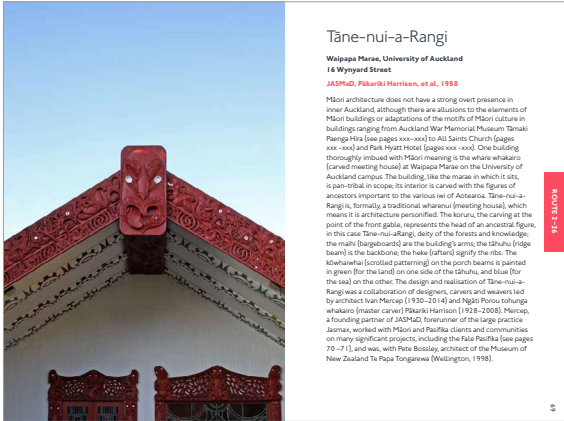 Tāne-nui-a-Rangi
Waipapa Marae, University of Auckland
16 Wynyard Street
JASMaD, Pākariki Harrison, et al., 1988
Māori architecture does not have a strong overt presence in
inner Auckland, although there are allusions to the elements of
Māori buildings or adaptations of the motifs of Māori culture in
buildings ranging from Auckland War Memorial Museum Tāmaki
Paenga Hira (see pages xxx–xxx) to All Saints Church (pages
xxx -xxx) and Park Hyatt Hotel (pages xxx -xxx). One building
thoroughly imbued with Māori meaning is the whare whakairo
(carved meeting house) at Waipapa Marae on the University of
Auckland campus .The building, like the marae in which it sits,
is pan-tribal in scope; its interior is carved with the figures of
ancestors important to the various iwi of Aotearoa. Tāne-nui-a-
Rangi is, formally, a traditional wharenui (meeting house), which
means it is architecture personified. The koruru, the carving at the
point of the front gable, represents the head of an ancestral figure,
in this case Tāne-nui-aRangi, deity of the forests and knowledge;
the maihi (bargeboards) are the building's arms; the tāhuhu (ridge
beam) is the backbone; the heke (rafters) signify the ribs. The
kōwhaiwhai (scrolled patterning) on the porch beams is painted
in green (for the land) on one side of the tāhuhu, and blue (for
the sea) on the other. The design and realisation of Tāne-nui-a-
Rangi was a collaboration of designers, carvers and weavers led
by architect Ivan Mercep (1930–2014) and Ngāti Porou tohunga
whakairo (master carver) Pākariki Harrison (1928–2008). Mercep,
a founding partner of JASMaD, forerunner of the large practice
Jasmax, worked with Māori and Pasifika clients and communities
on many significant projects, including the Fale Pasifika (see pages
70 –71), and was, with Pete Bossley, architect of the Museum of
New Zealand Te Papa Tongarewa (Wellington, 1998).
ROUTE 2 –26
69